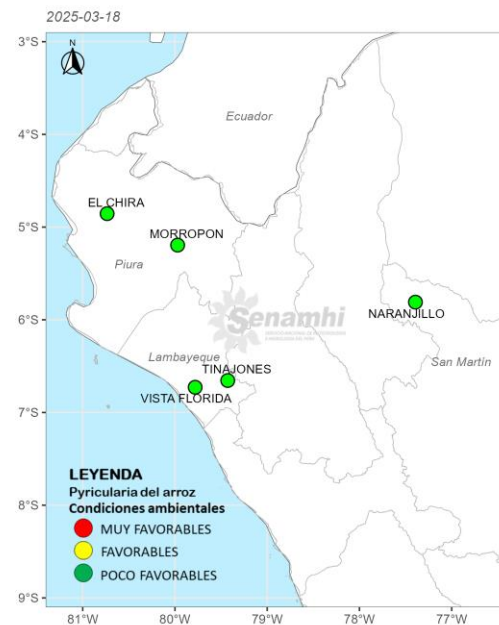 2025-03-18
3°S
N
4°S
Ecuador
EL CHIRA
5°S
MORROPON
Piura
NARANJILLO
6°S
Senamhi
San Martín
Lambayeque
TINAJONES
VISTA FLORIDA
7°S
LEYENDA
Pyricularia del arroz
Condiciones ambientales
MUY FAVORABLES
FAVORABLES
POCO FAVORABLES
8°S
9°S
81°W 80°W 79°W 78°W 77°W